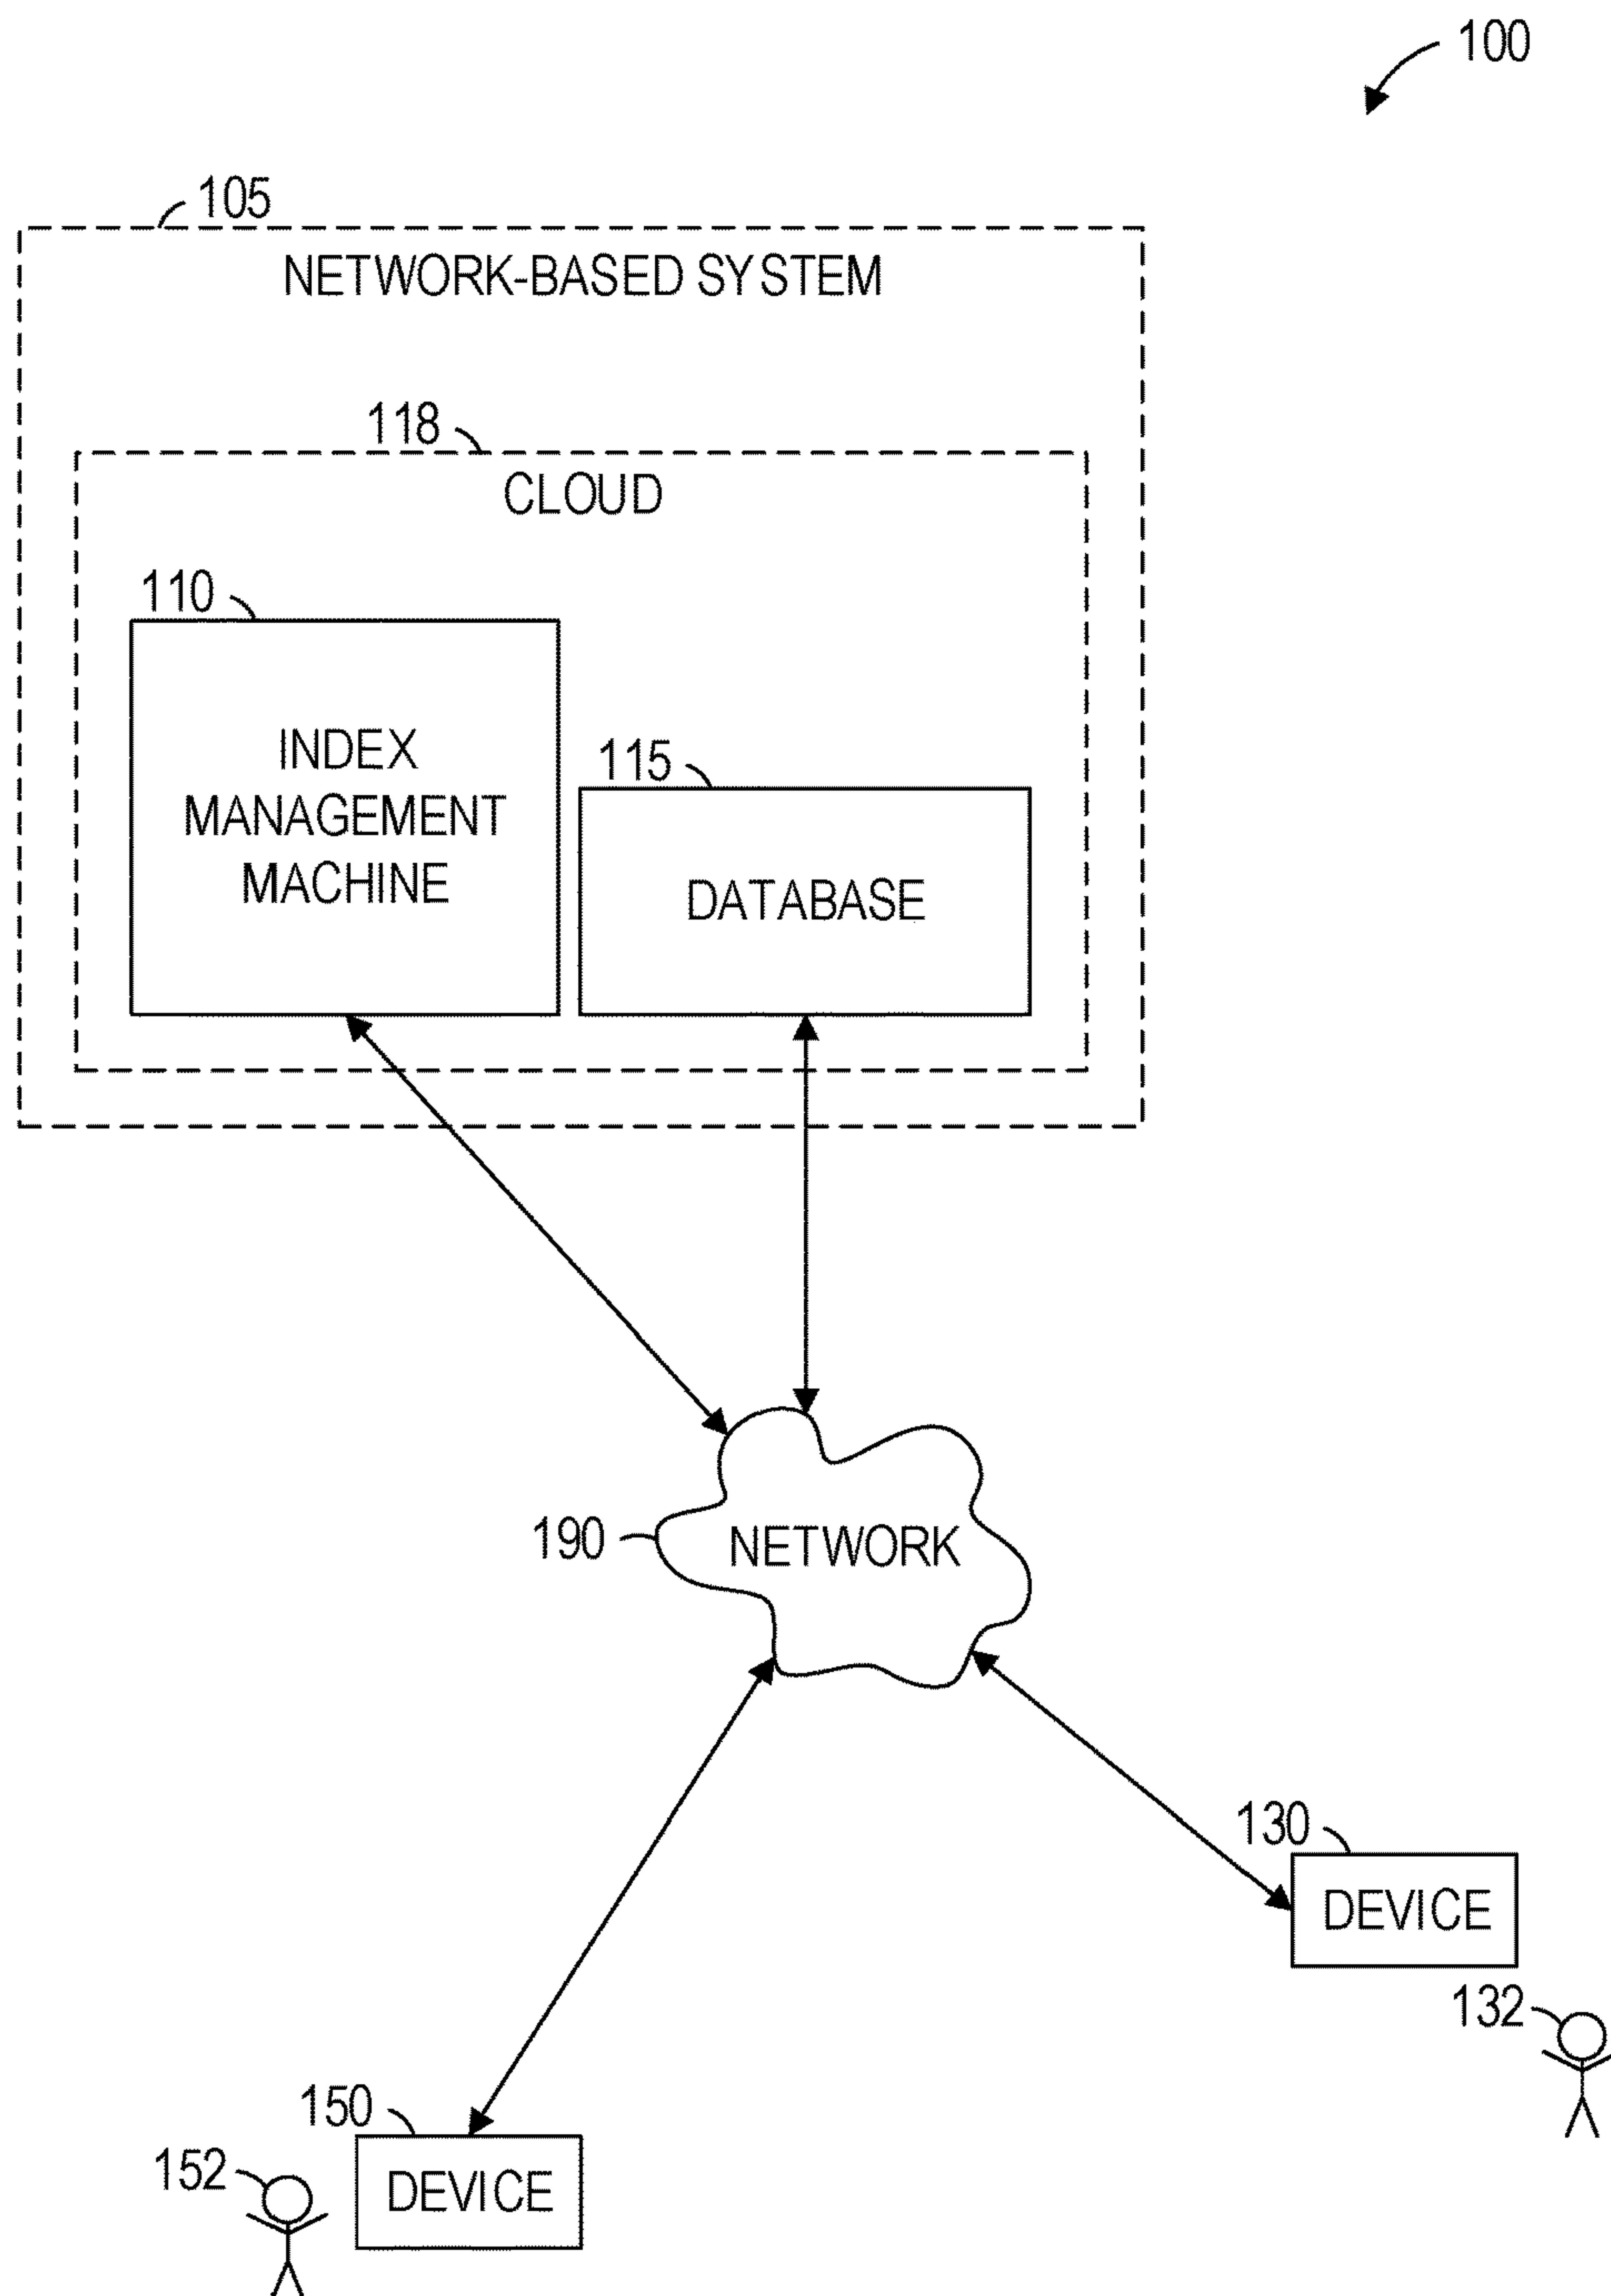 100
105
NETWORK-BASED SYSTEM
118
CLOUD
110
INDEX
MANAGEMENT
MACHINE
115
DATABASE
190
NETWORK
130
DEVICE
132
150
DEVICE
152